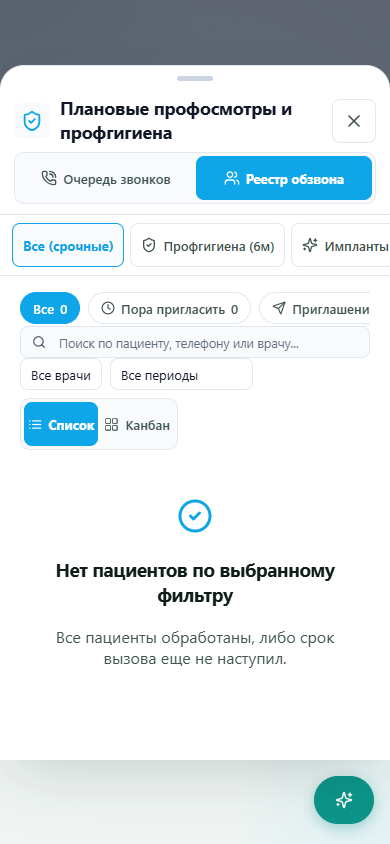 Плановые профосмотры и
профгигиена
Очередь звонков
Реестр обзвона
Все (срочные)
Профгигиена (6м)
Импланты
Все 0
Пора пригласить 0
Приглашени
Поиск по пациенту, телефону или врачу...
Все врачи
Все периоды
Список
Канбан
Нет пациентов по выбранному
фильтру
Все пациенты обработаны, либо срок
вызова еще не наступил.